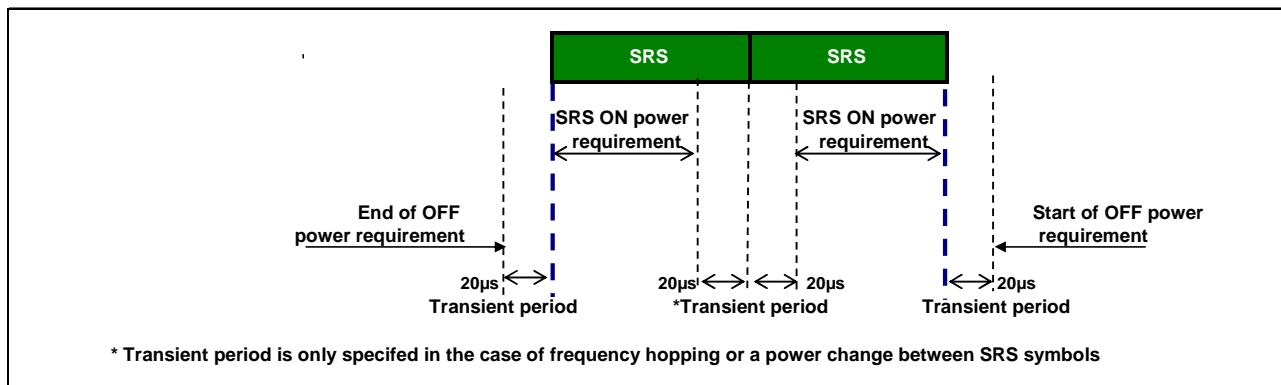 SRS SRS
SRS ON power
requirement
SRS ON power
requirement
End of OFF
power requirement
Start of OFF power
requirement
20µs
Transient period
20µs 20µs
*Transient period
20µs
Transient period
* Transient period is only specifed in the case of frequency hopping or a power change between SRS symbols